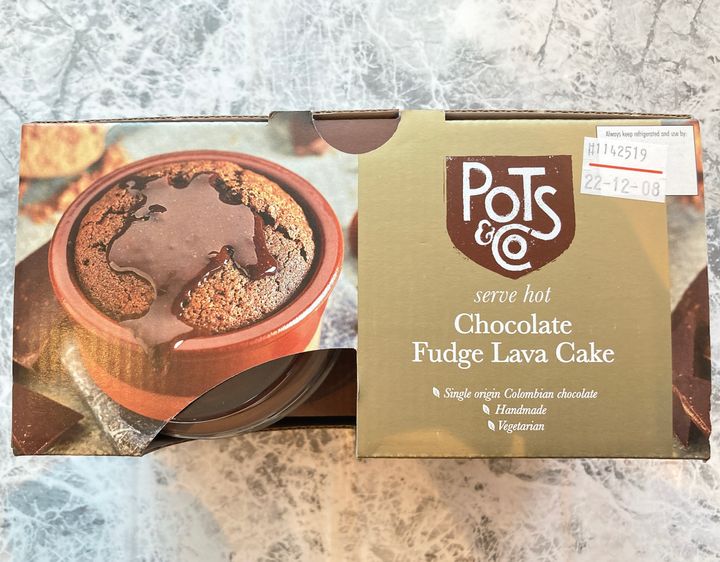 Always keep refrigerated and use by:
H1142519
22-12-08
POTS
& Co
serve hot
Chocolate
Fudge Lava Cake
Single origin Colombian chocolate
Handmade
Vegetarian